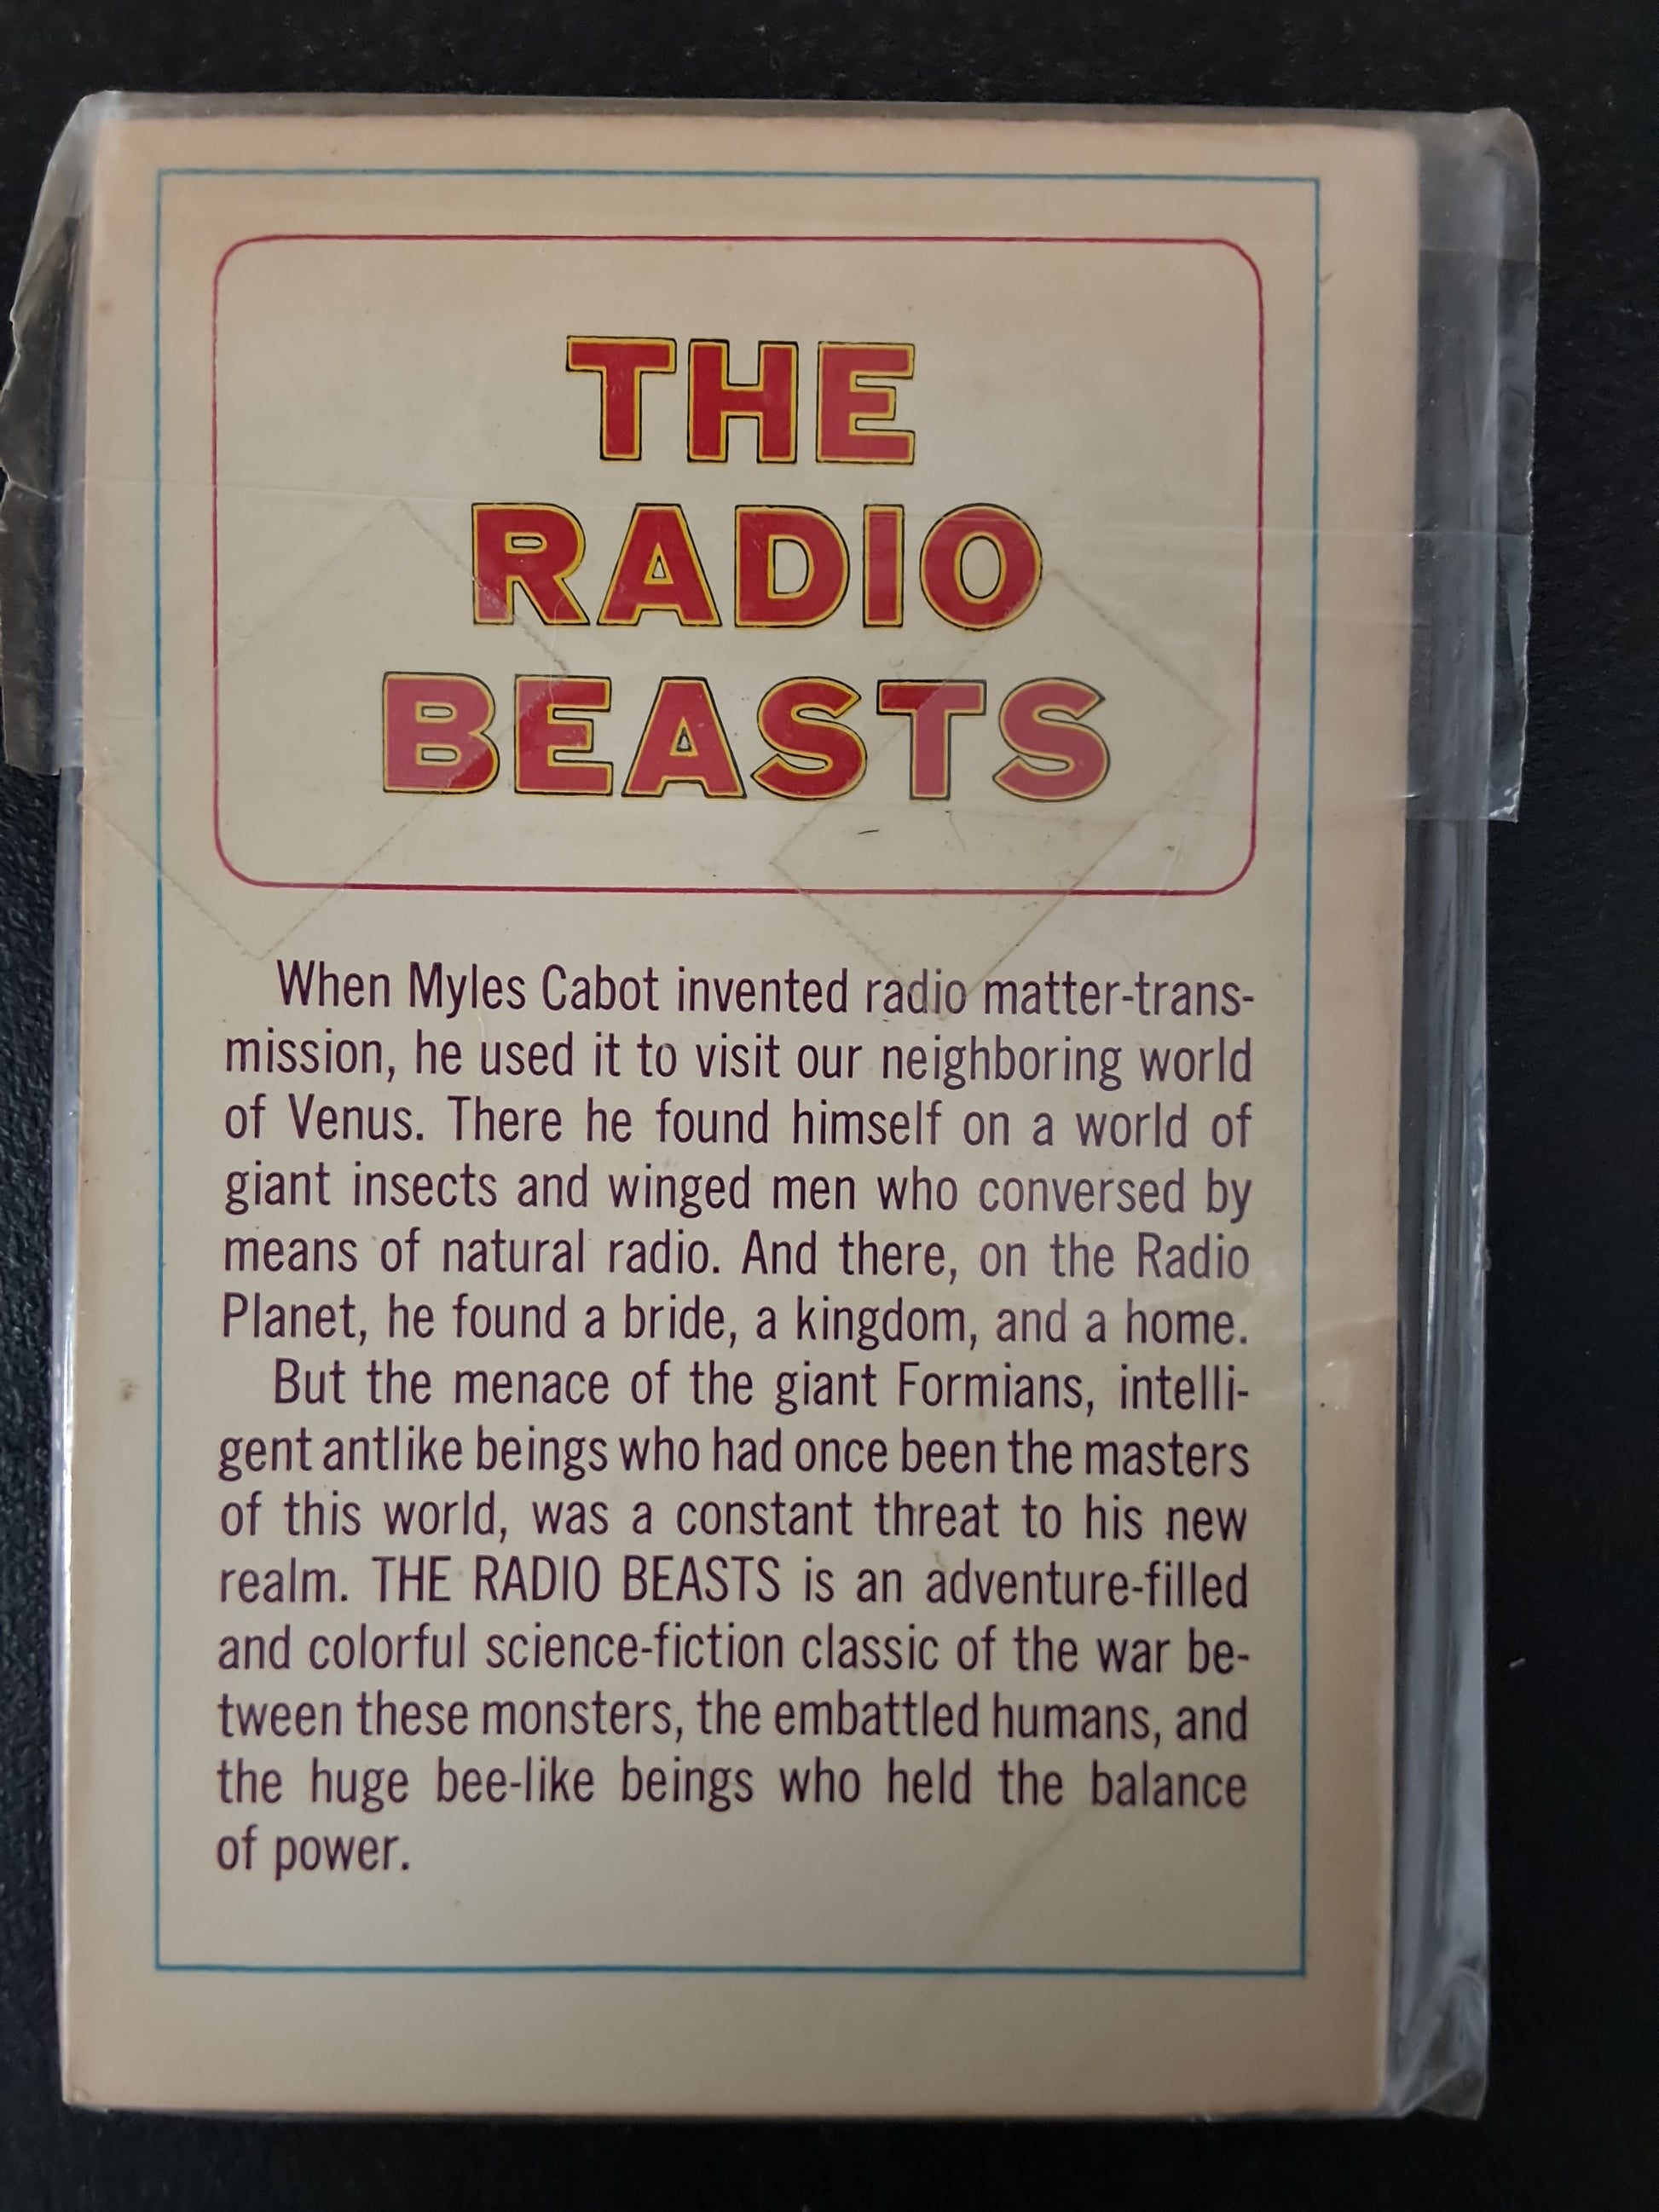 THE
RADIO
BEASTS
When Myles Cabot invented radio matter-trans-
mission, he used it to visit our neighboring world
of Venus. There he found himself on a world of
giant insects and winged men who conversed by
means of natural radio. And there, on the Radio
Planet, he found a bride, a kingdom, and a home.
But the menace of the giant Formians, intelli-
gent antlike beings who had once been the masters
of this world, was a constant threat to his new
realm. THE RADIO BEASTS is an adventure-filled
and colorful science-fiction classic of the war be-
tween these monsters, the embattled humans, and
the huge bee-like beings who held the balance
of power.